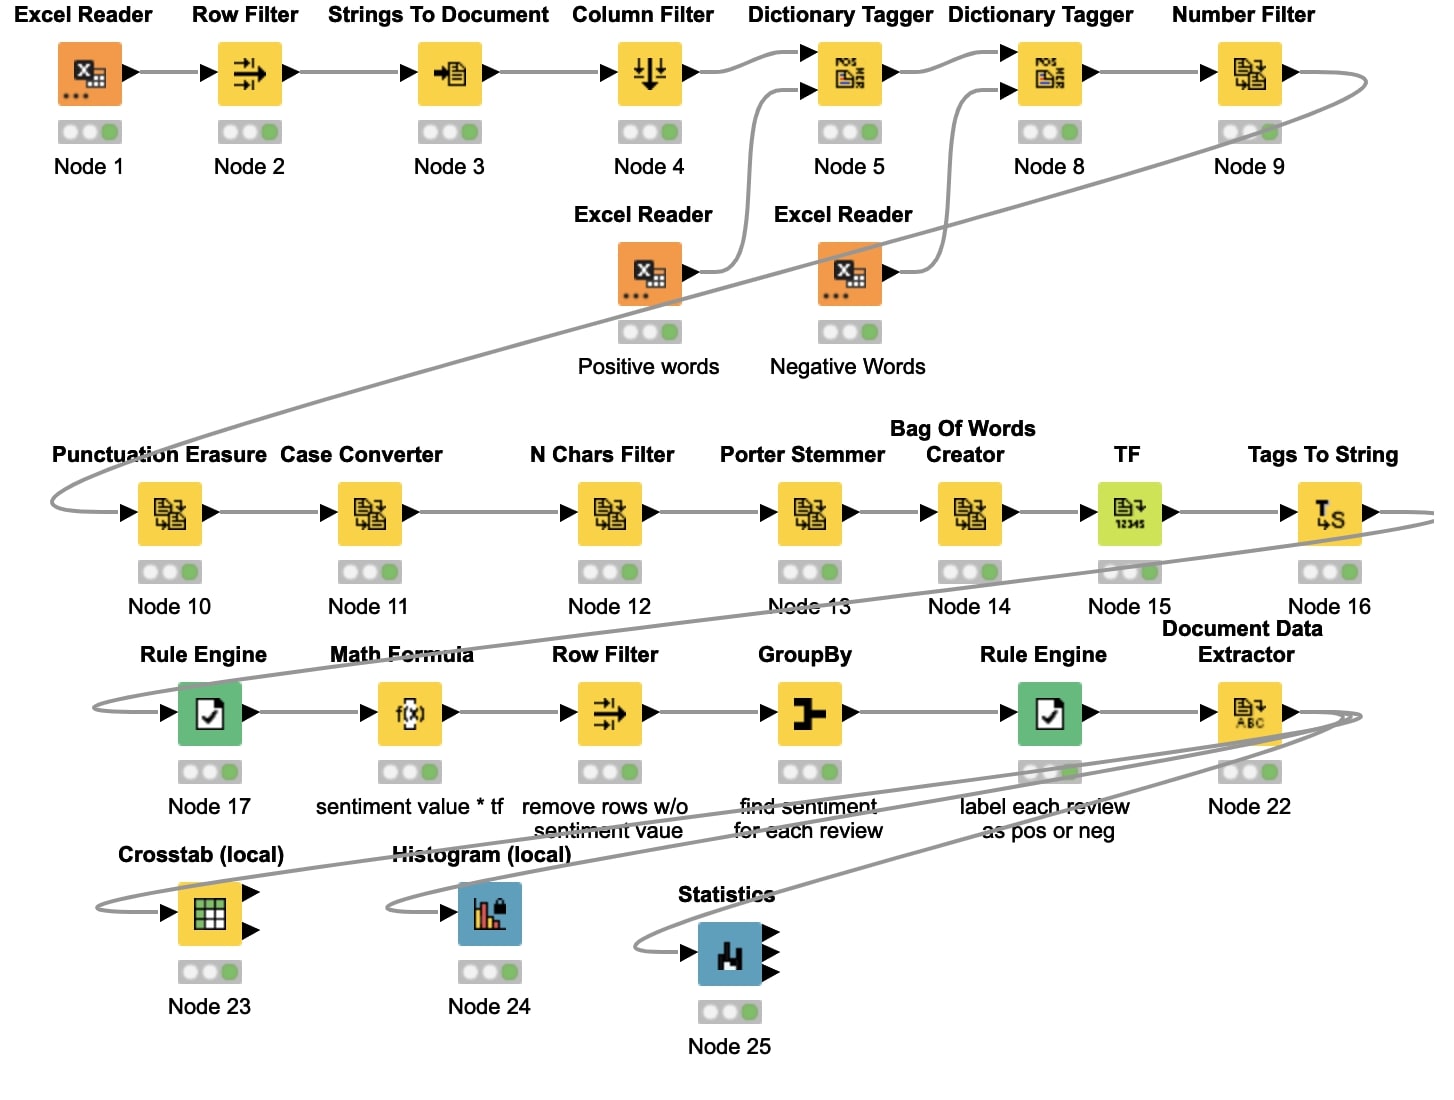 Excel Reader
Row Filter
Strings To Document
Column Filter
Dictionary Tagger
Dictionary Tagger
Number Filter
X
POS
POS
Node 1
Node 2
Node 3
Node 4
Node 5
Node 8
Node 9
Excel Reader
Excel Reader
X
X
Positive words
Negative Words
Punctuation Erasure
Case Converter
N Chars Filter
Porter Stemmer
Bag Of Words
Creator
TF
Tags To String
12345
T
S
Node 10
Node 11
Node 12
Node 13
Node 14
Node 15
Node 16
Rule Engine
Math Formula
Row Filter
GroupBy
Rule Engine
Document Data
Extractor
f(x)
ABC
Node 17
sentiment value * tf
remove rows w/o
sentiment vaue
find sentiment
for each review
label each review
as pos or neg
Node 22
Crosstab (local)
Histogram (local)
Statistics
Node 23
Node 24
Node 25